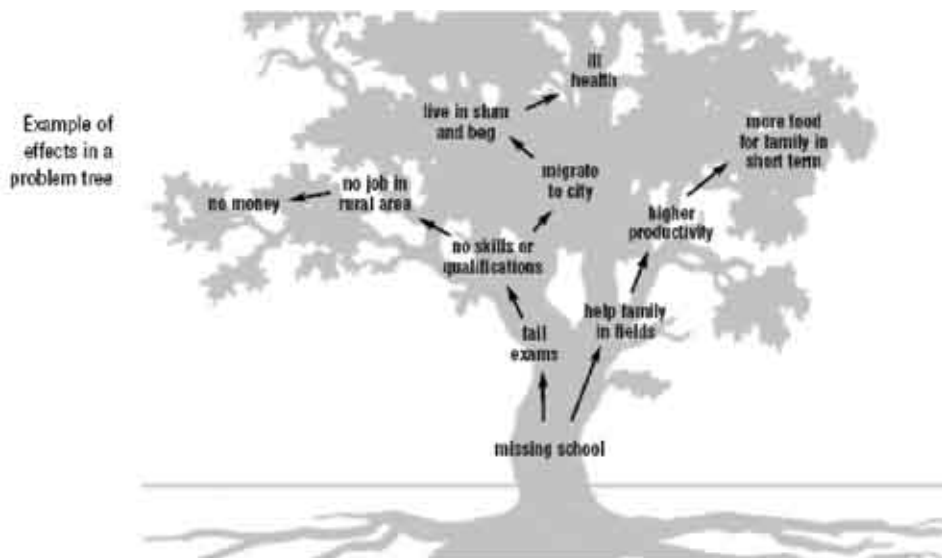 Example of
effects in a
problem tree
ill
health
live in slum
and beg
more food
for family in
short term
migrate
to city
no job in
rural area
no money
higher
productivity
no skills or
qualifications
help family
in fields
fail
exams
missing school